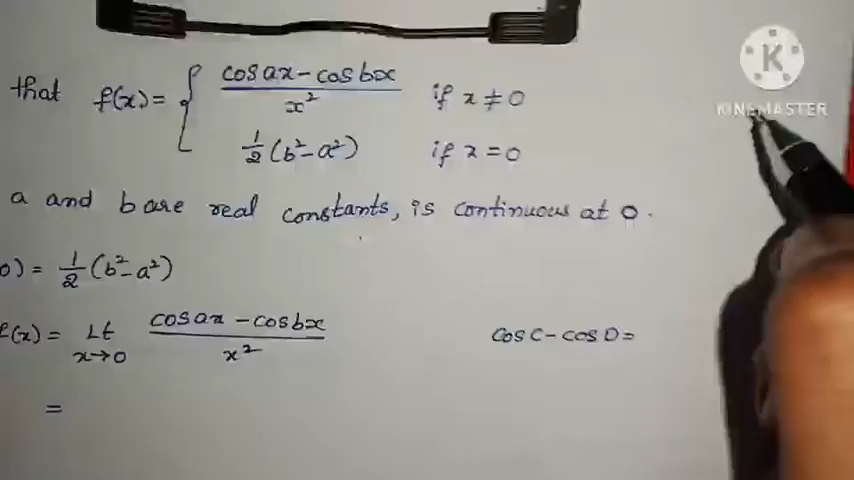 that f(x) = { cos ax - cos bx / x² if x ≠ 0
1/2 (b² - a²) if x = 0
a and b are real constants, is continuous at 0.
0) = 1/2 (b² - a²)
f(x) = Lt x→0 cos ax - cos bx / x²
cos C - cos D =
=
K
KINEMASTER